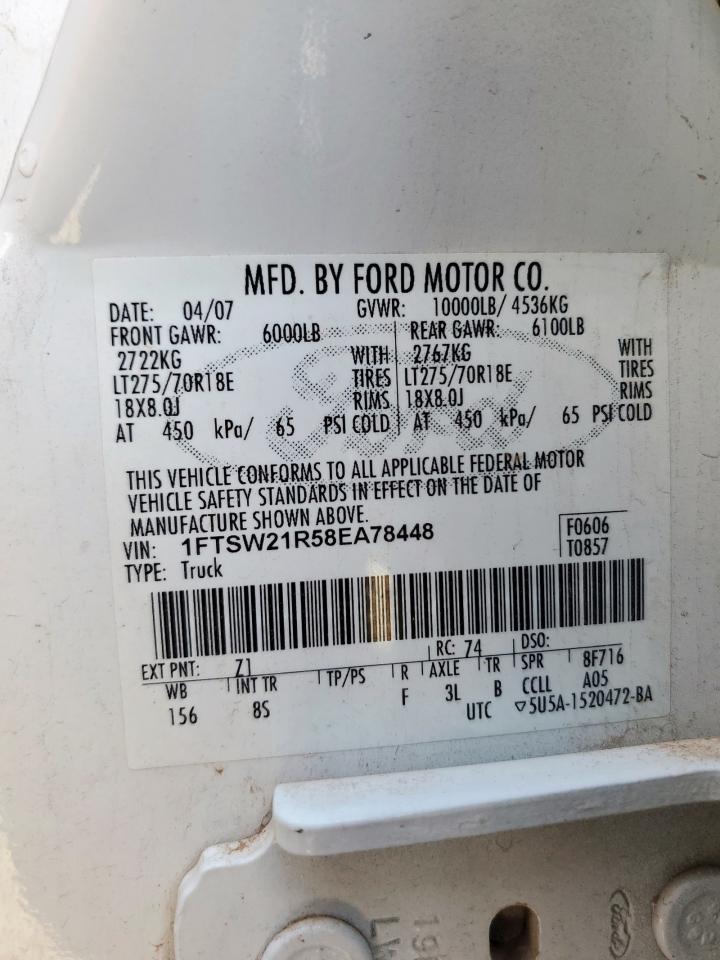 MFD. BY FORD MOTOR CO.
DATE: 04/07 GVWR: 10000LB/ 4536KG
FRONT GAWR: 6000LB REAR GAWR: 6100LB
2722KG WITH 2767KG WITH
LT275/70R18E TIRES LT275/70R18E TIRES
18X8.0J RIMS 18X8.0J RIMS
AT 450 kPa/ 65 PSI COLD AT 450 kPa/ 65 PSI COLD
Ford
THIS VEHICLE CONFORMS TO ALL APPLICABLE FEDERAL MOTOR
VEHICLE SAFETY STANDARDS IN EFFECT ON THE DATE OF
MANUFACTURE SHOWN ABOVE.
VIN: 1FTSW21R58EA78448 F0606
TYPE: Truck T0857
EXT PNT: Z1 RC: 74 DSO:
WB INT TR TP/PS R AXLE TR SPR 8F716
156 8S F 3L B CCLL A05
UTC ▽5U5A-1520472-BA
Ford